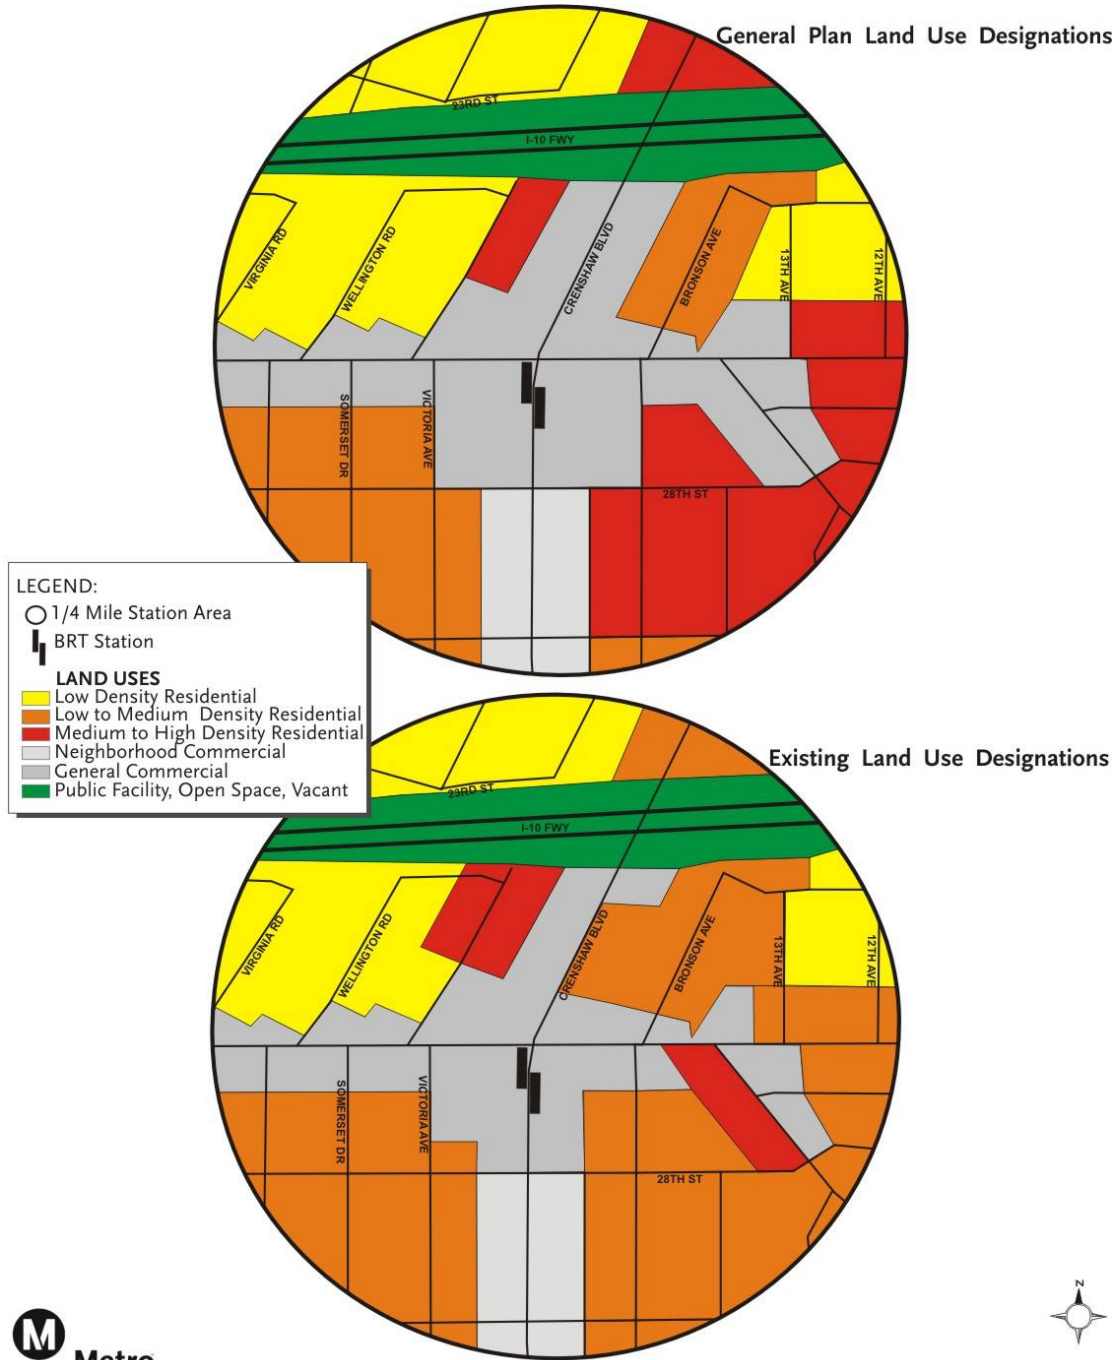 General Plan Land Use Designations
23RD ST
I-10 FWY
VIRGINIA RD
WELLINGTON RD
CRENSHAW BLVD
BRONSON AVE
13TH AVE
12TH AVE
SOMERSET DR
VICTORIA AVE
28TH ST
LEGEND:
1/4 Mile Station Area
BRT Station
LAND USES
Low Density Residential
Low to Medium Density Residential
Medium to High Density Residential
Neighborhood Commercial
General Commercial
Public Facility, Open Space, Vacant
Existing Land Use Designations
23RD ST
I-10 FWY
VIRGINIA RD
WELLINGTON RD
CRENSHAW BLVD
BRONSON AVE
13TH AVE
12TH AVE
SOMERSET DR
VICTORIA AVE
28TH ST
N
M
Metro